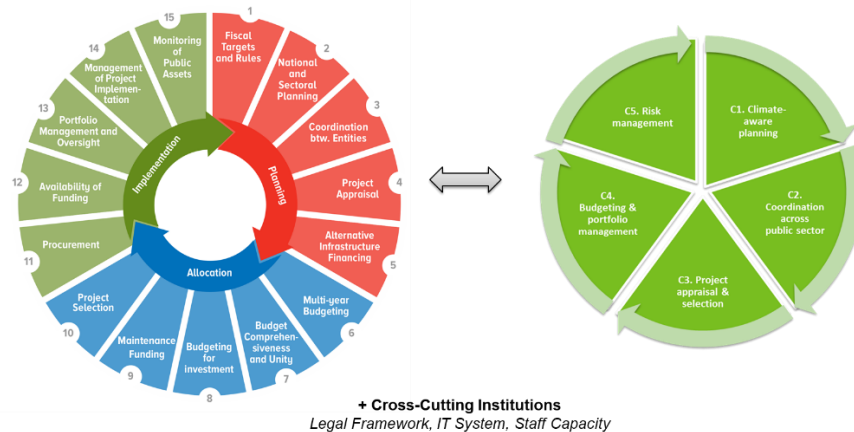 1
Fiscal
Targets
and Rules
2
National
and
Sectoral
Planning
3
Coordination
btw. Entities
4
Project
Appraisal
5
Alternative
Infrastructure
Financing
6
Multi-year
Budgeting
7
Budget
Comprehen-
siveness
and Unity
8
Budgeting
for
investment
9
Maintenance
Funding
10
Project
Selection
11
Procurement
12
Availability of
Funding
13
Portfolio
Management and
Oversight
14
Management
of Project
Implemen-
tation
15
Monitoring
of
Public
Assets
Implementation
Planning
Allocation
C1. Climate-
aware
planning
C2.
Coordination
across
public sector
C3. Project
appraisal &
selection
C4.
Budgeting &
portfolio
management
C5. Risk
management
+ Cross-Cutting Institutions
Legal Framework, IT System, Staff Capacity